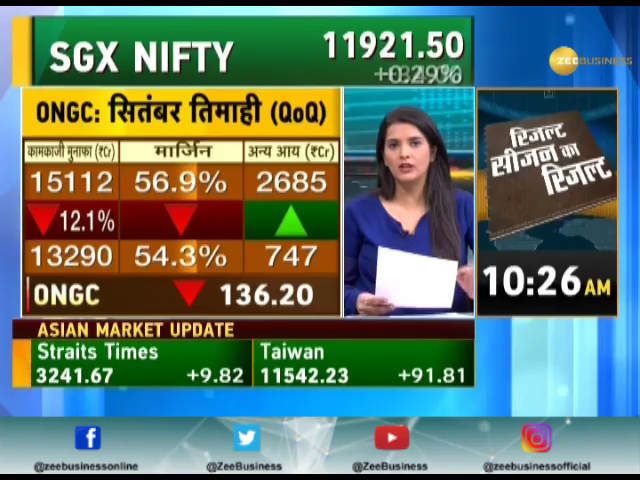 SGX NIFTY
11921.50
ZEEBUSINESS
ONGC: सितंबर तिमाही (QoQ)
कामकाजी मुनाफा (₹Cr) मार्जिन अन्य आय (₹Cr)
15112 56.9% 2685
12.1%
13290 54.3% 747
ONGC 136.20
रिजल्ट
सीजन का
रिजल्ट
10:26 AM
ASIAN MARKET UPDATE
Straits Times Taiwan
3241.67 +9.82 11542.23 +91.81
@zeebusinessonline @ZeeBusiness @ZeeBusiness @zeebusinessofficial